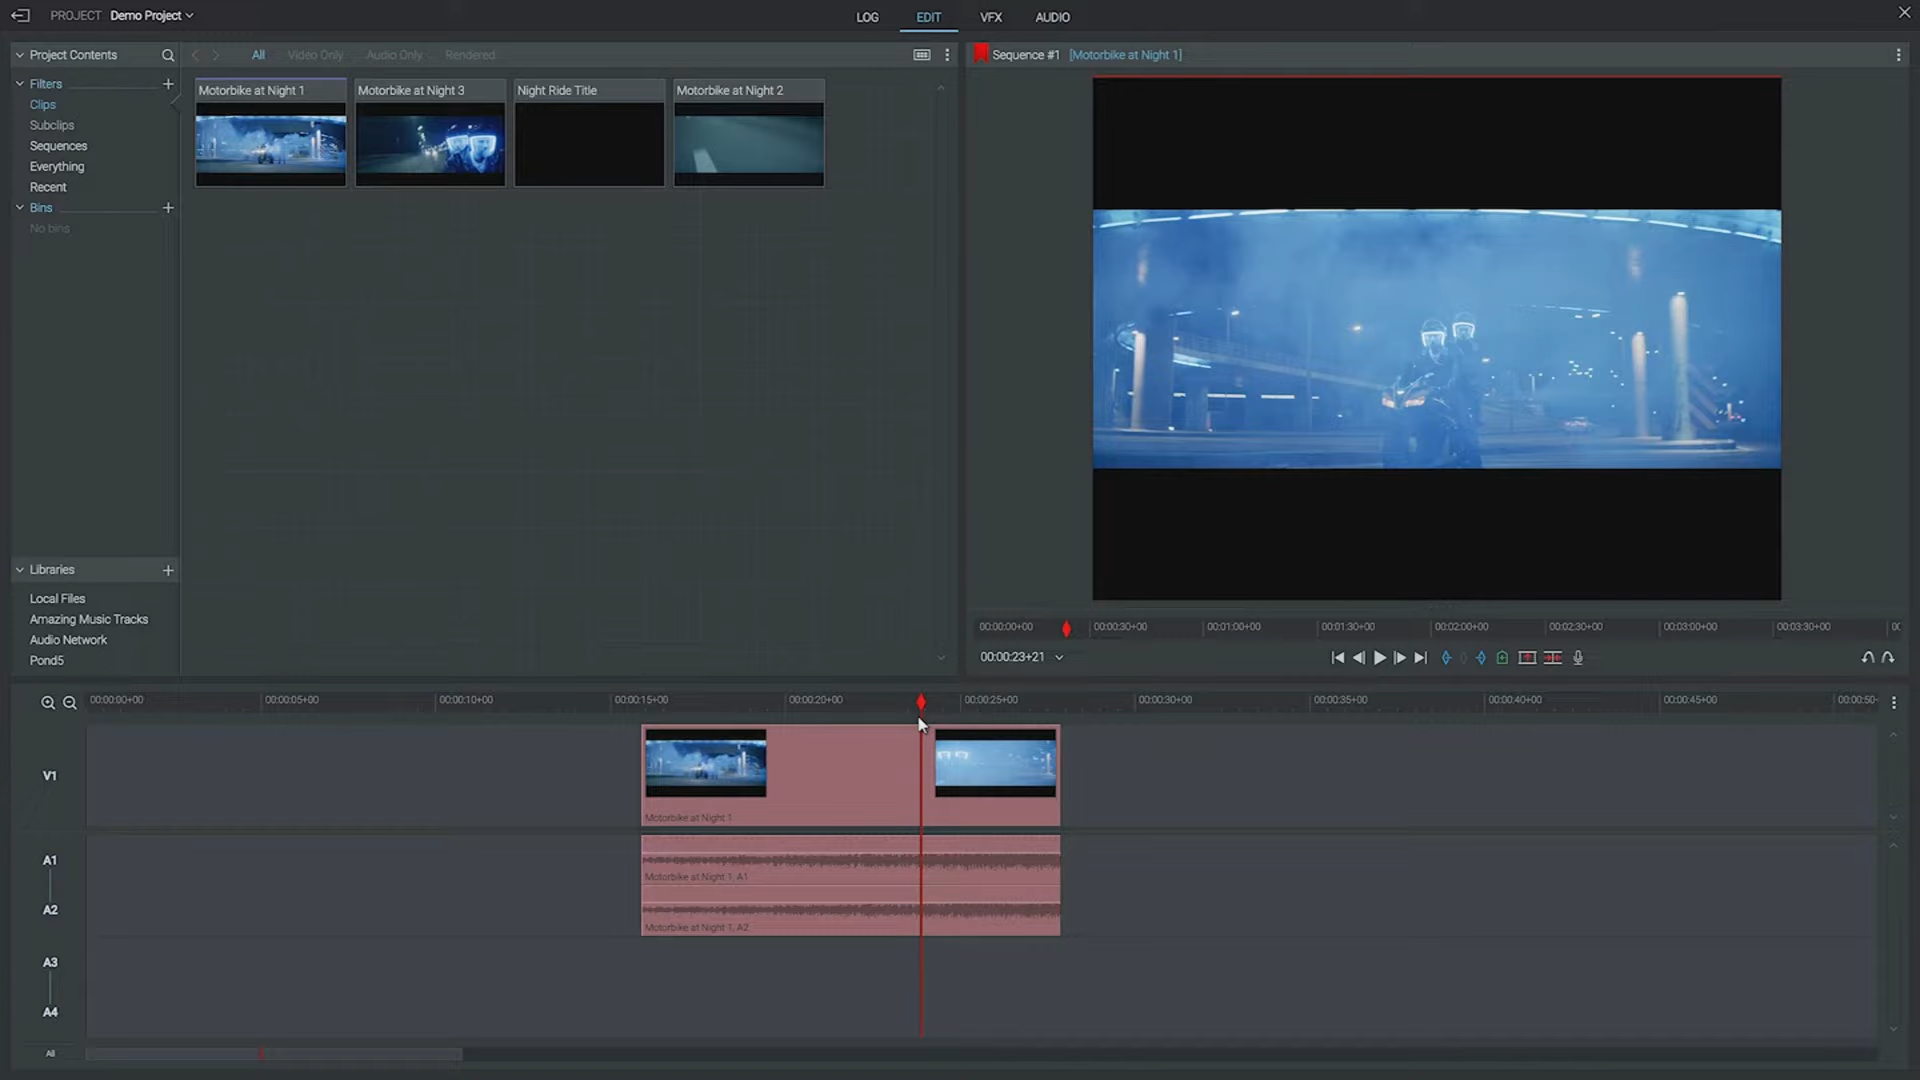 PROJECT Demo Project
LOG EDIT VFX AUDIO
Project Contents
All Video Only Audio Only Rendered
Sequence #1 [Motorbike at Night 1]
Filters
Clips
Subclips
Sequences
Everything
Recent
Bins
No bins
Motorbike at Night 1
Motorbike at Night 3
Night Ride Title
Motorbike at Night 2
Libraries
Local Files
Amazing Music Tracks
Audio Network
Pond5
00:00:00+00 00:00:30+00 00:01:00+00 00:01:30+00 00:02:00+00 00:02:30+00 00:03:00+00 00:03:30+00
00:00:23+21
00:00:00+00 00:00:05+00 00:00:10+00 00:00:15+00 00:00:20+00 00:00:25+00 00:00:30+00 00:00:35+00 00:00:40+00 00:00:45+00 00:00:50
V1
Motorbike at Night 1
A1
Motorbike at Night 1, A1
A2
Motorbike at Night 1, A2
A3
A4
All